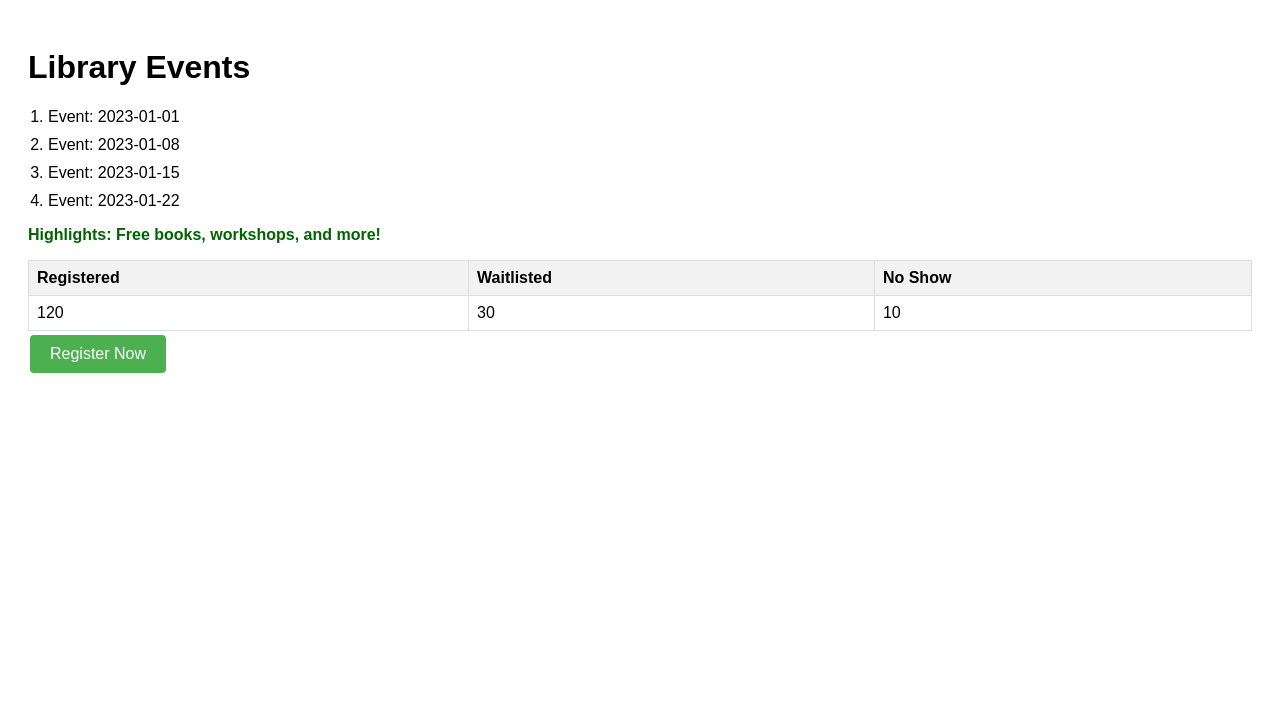 Library Events
1. Event: 2023-01-01
2. Event: 2023-01-08
3. Event: 2023-01-15
4. Event: 2023-01-22
Highlights: Free books, workshops, and more!
Registered Waitlisted No Show
120 30 10
Register Now